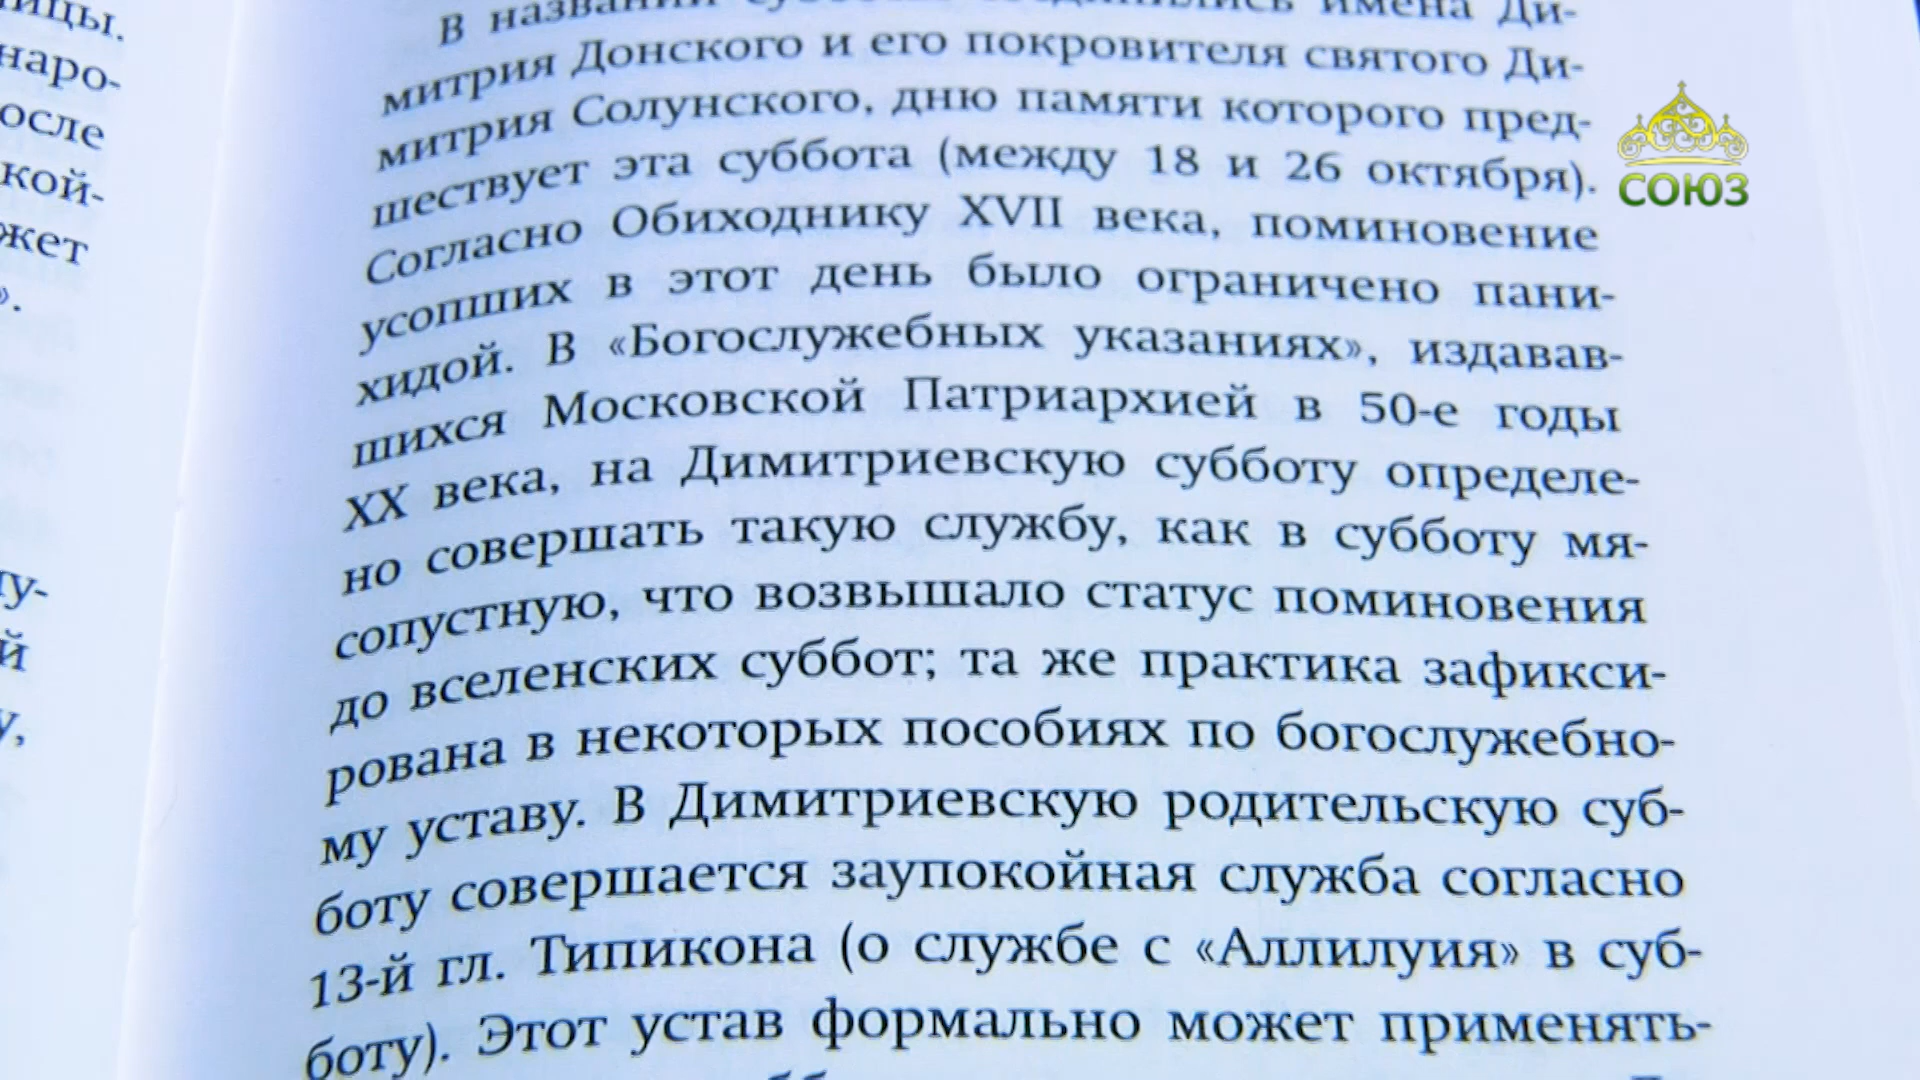 ницы.
наро-
осле
кой-
жет
».
й
у,
В названии имена Ди-
митрия Донского и его покровителя святого Ди-
митрия Солунского, дню памяти которого пред-
шествует эта суббота (между 18 и 26 октября).
Согласно Обиходнику XVII века, поминовение
усопших в этот день было ограничено пани-
хидой. В «Богослужебных указаниях», издавав-
шихся Московской Патриархией в 50-е годы
XX века, на Димитриевскую субботу определе-
но совершать такую службу, как в субботу мя-
сопустную, что возвышало статус поминовения
до вселенских суббот; та же практика зафикси-
рована в некоторых пособиях по богослужебно-
му уставу. В Димитриевскую родительскую суб-
боту совершается заупокойная служба согласно
13-й гл. Типикона (о службе с «Аллилуия» в суб-
боту). Этот устав формально может применять-
СОЮЗ